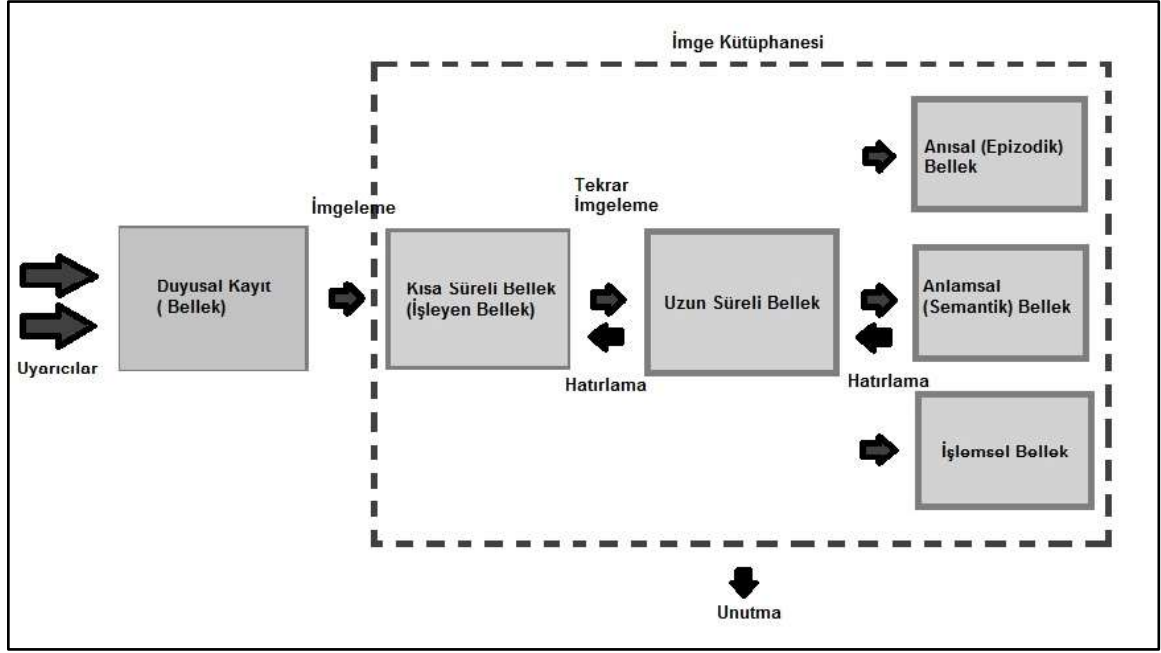 İmge Kütüphanesi
Uyarıcılar
Duyusal Kayıt
( Bellek)
İmgeleme
Kısa Süreli Bellek
(İşleyen Bellek)
Tekrar
İmgeleme
Hatırlama
Uzun Süreli Bellek
Hatırlama
Anısal (Epizodik)
Bellek
Anlamsal
(Semantik) Bellek
İşlemsel Bellek
Unutma